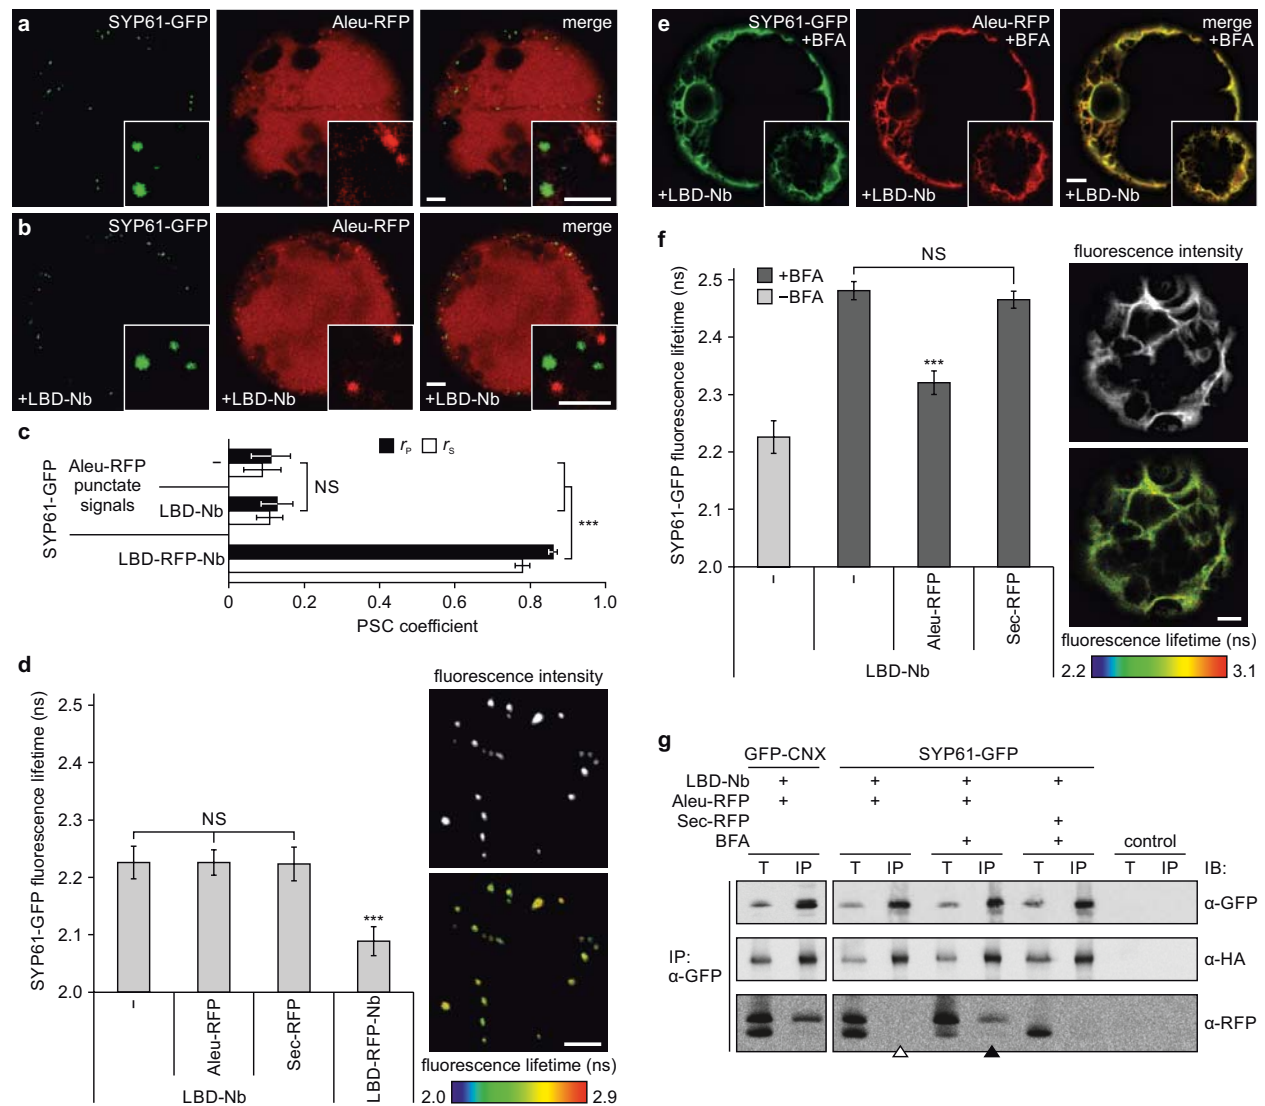 a
SYP61-GFP
Aleu-RFP
merge
b
SYP61-GFP
Aleu-RFP
merge
+LBD-Nb
+LBD-Nb
+LBD-Nb
c
rP rS
SYP61-GFP
Aleu-RFP
punctate
signals
–
LBD-Nb
LBD-RFP-Nb
NS
***
0 0.2 0.4 0.6 0.8 1.0
PSC coefficient
d
SYP61-GFP fluorescence lifetime (ns)
2.5
2.4
2.3
2.2
2.1
2.0
NS
***
–
Aleu-RFP
Sec-RFP
LBD-RFP-Nb
LBD-Nb
fluorescence intensity
fluorescence lifetime (ns)
2.0 2.9
e
SYP61-GFP
+BFA
Aleu-RFP
+BFA
merge
+BFA
+LBD-Nb
+LBD-Nb
+LBD-Nb
f
SYP61-GFP fluorescence lifetime (ns)
2.5
2.4
2.3
2.2
2.1
2.0
+BFA
−BFA
NS
***
–
–
Aleu-RFP
Sec-RFP
LBD-Nb
fluorescence intensity
fluorescence lifetime (ns)
2.2 3.1
g
GFP-CNX SYP61-GFP
LBD-Nb + + + +
Aleu-RFP + + +
Sec-RFP +
BFA + + control
T IP T IP T IP T IP T IP IB:
α-GFP
IP:
α-GFP
α-HA
α-RFP